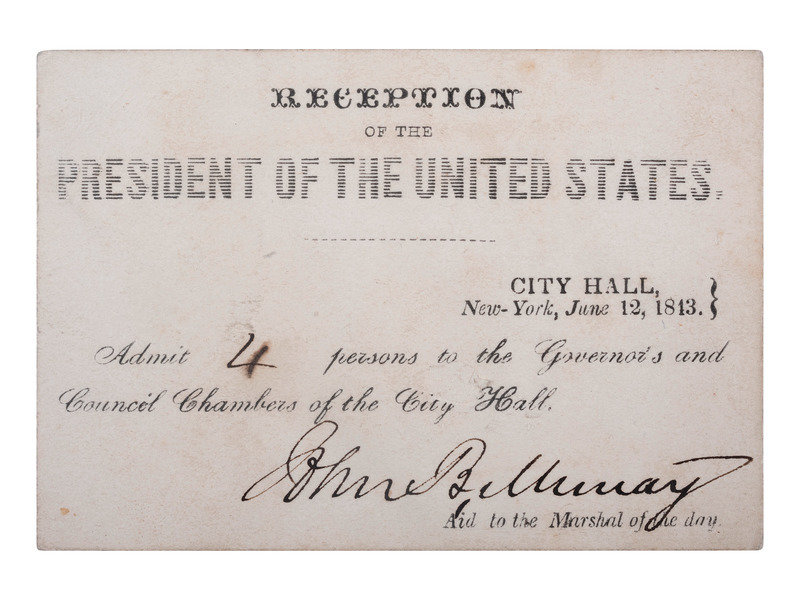 RECEPTION
OF THE
PRESIDENT OF THE UNITED STATES.
CITY HALL,
New-York, June 12, 1843. }
Admit 4 persons to the Governor's and
Council Chambers of the City Hall.
John B.
Aid to the Marshal of the day.